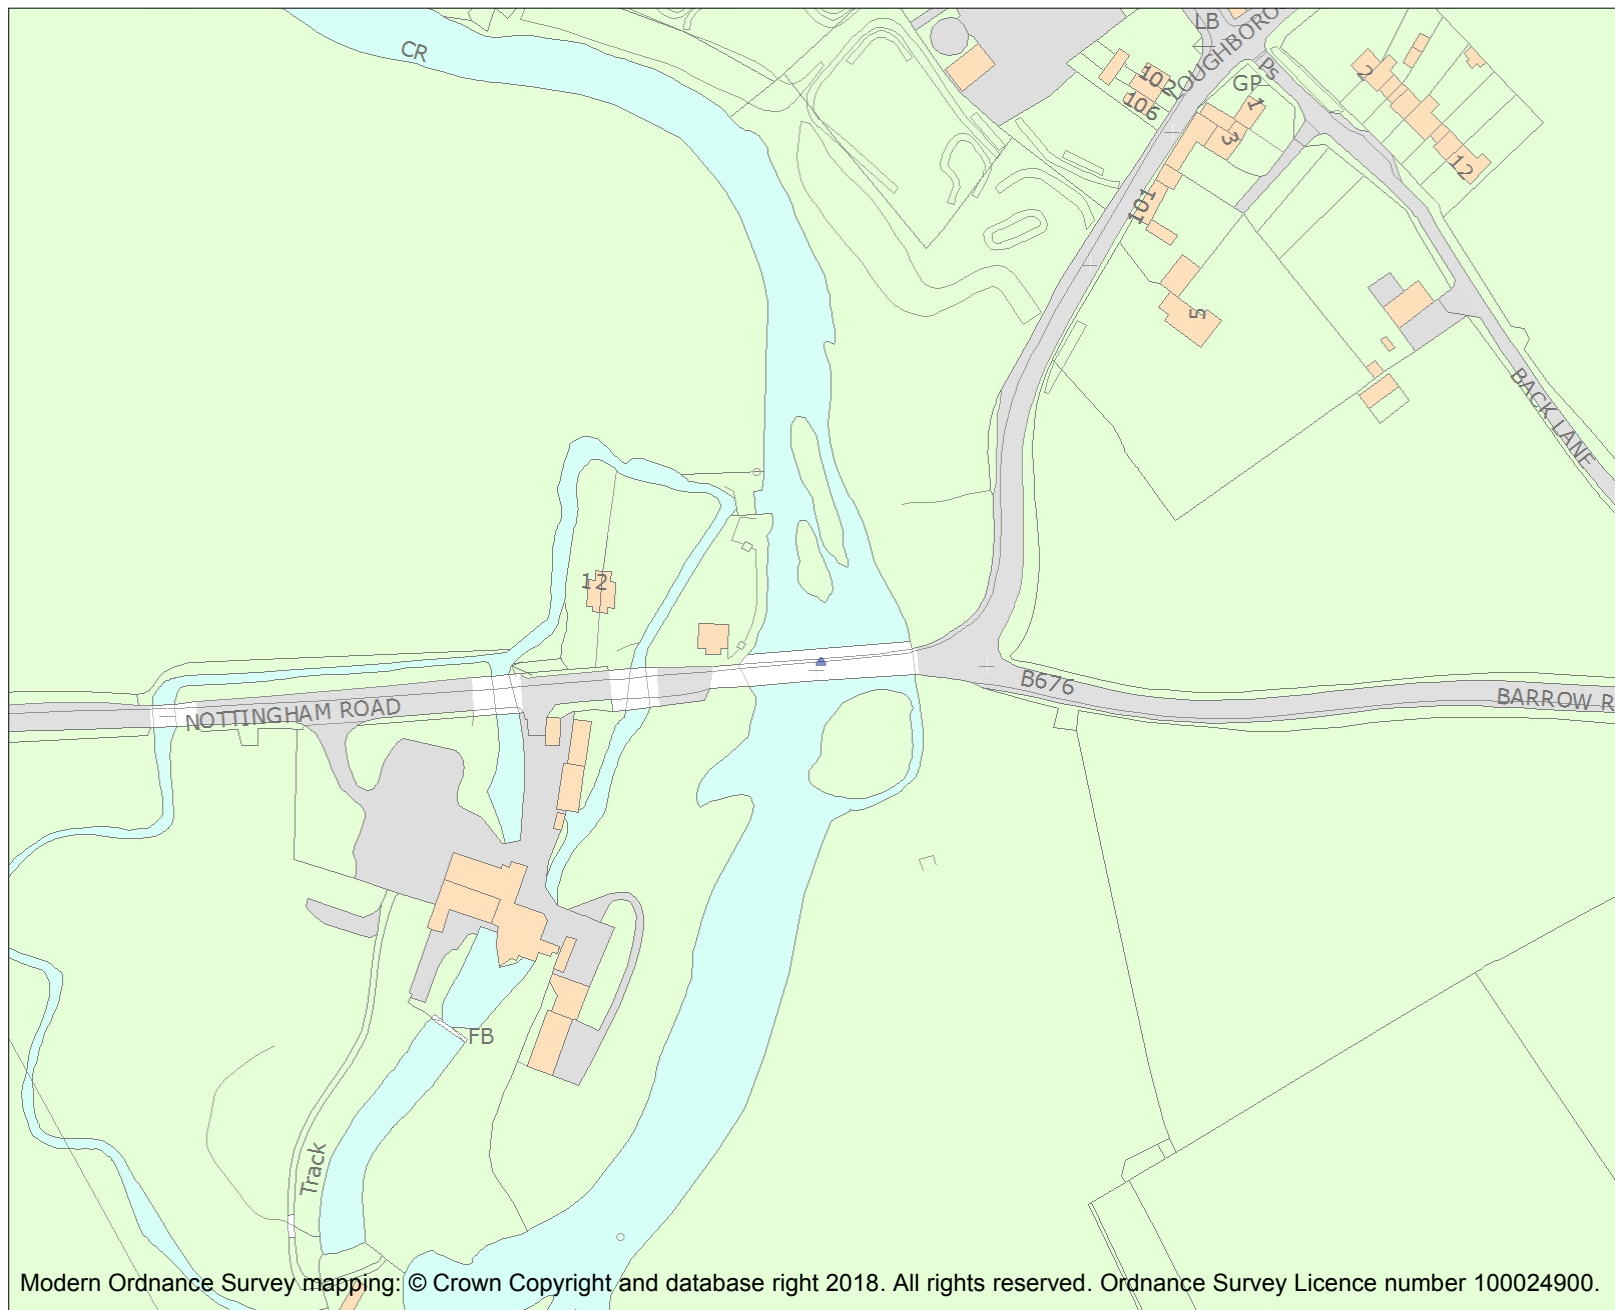 CR
LB
LOUGHBORO
Ps
GP
102
106
1
3
101
5
2
12
BACK LANE
12
B676
BARROW R
NOTTINGHAM ROAD
FB
Track
Modern Ordnance Survey mapping: © Crown Copyright and database right 2018. All rights reserved. Ordnance Survey Licence number 100024900.